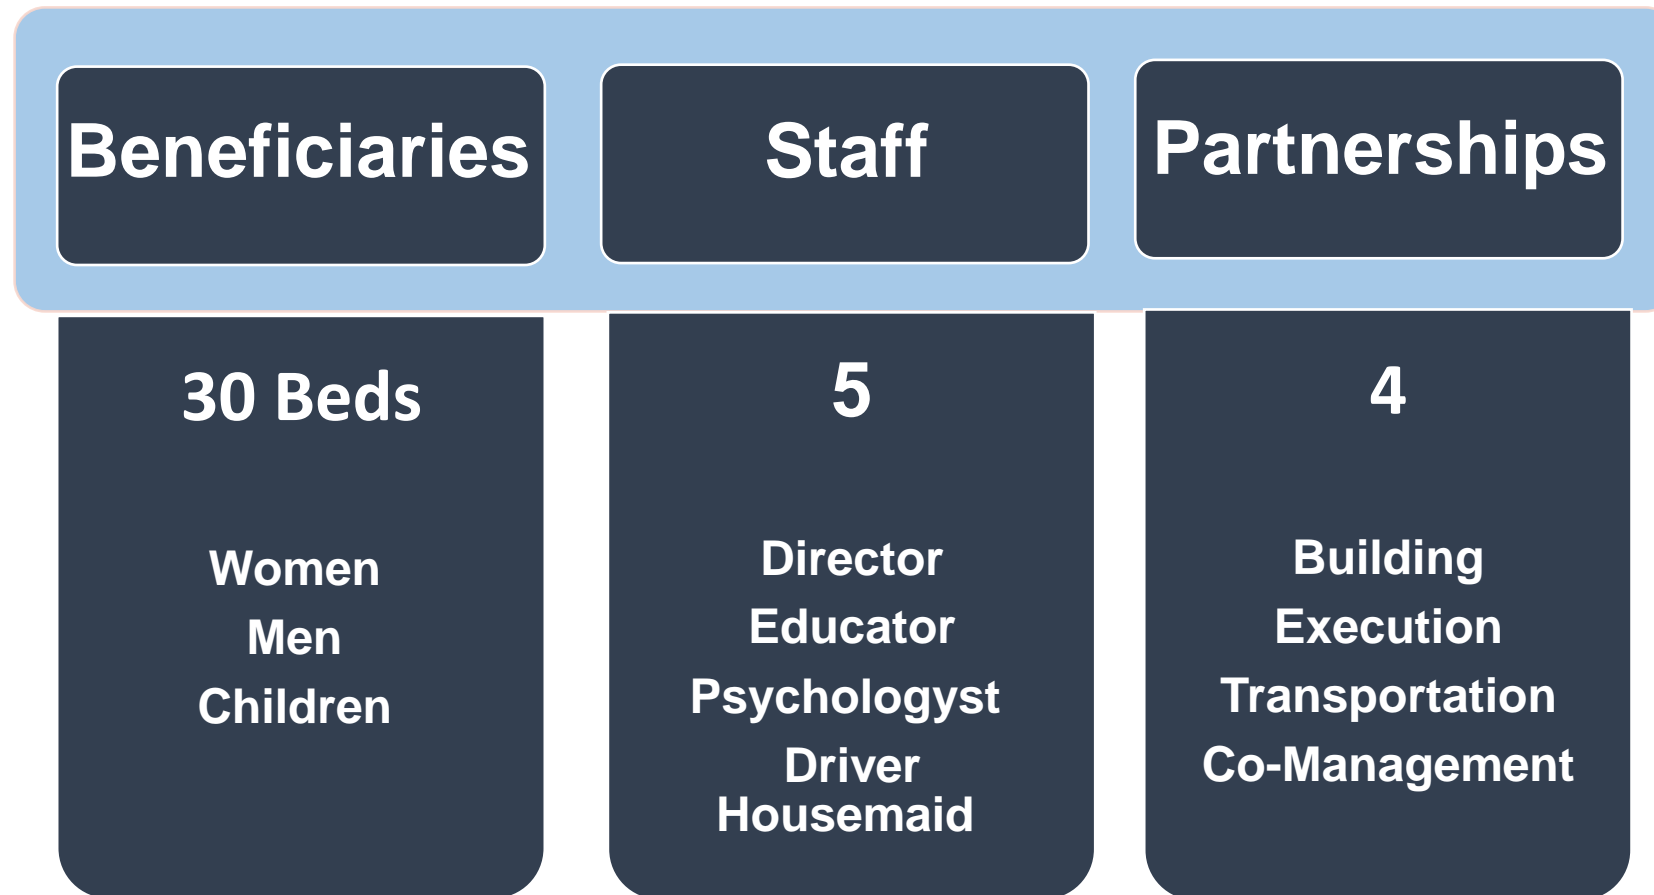 Beneficiaries
Staff
Partnerships
30 Beds
Women
Men
Children
5
Director
Educator
Psychologyst
Driver
Housemaid
4
Building
Execution
Transportation
Co-Management